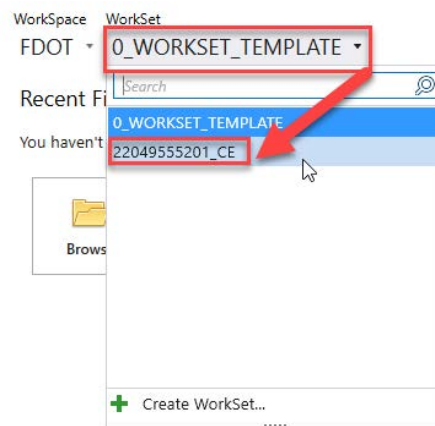 WorkSpace WorkSet
FDOT 0_WORKSET_TEMPLATE
Search
Recent Fi
0_WORKSET_TEMPLATE
You haven't
22049555201_CE
Brows
Create WorkSet...